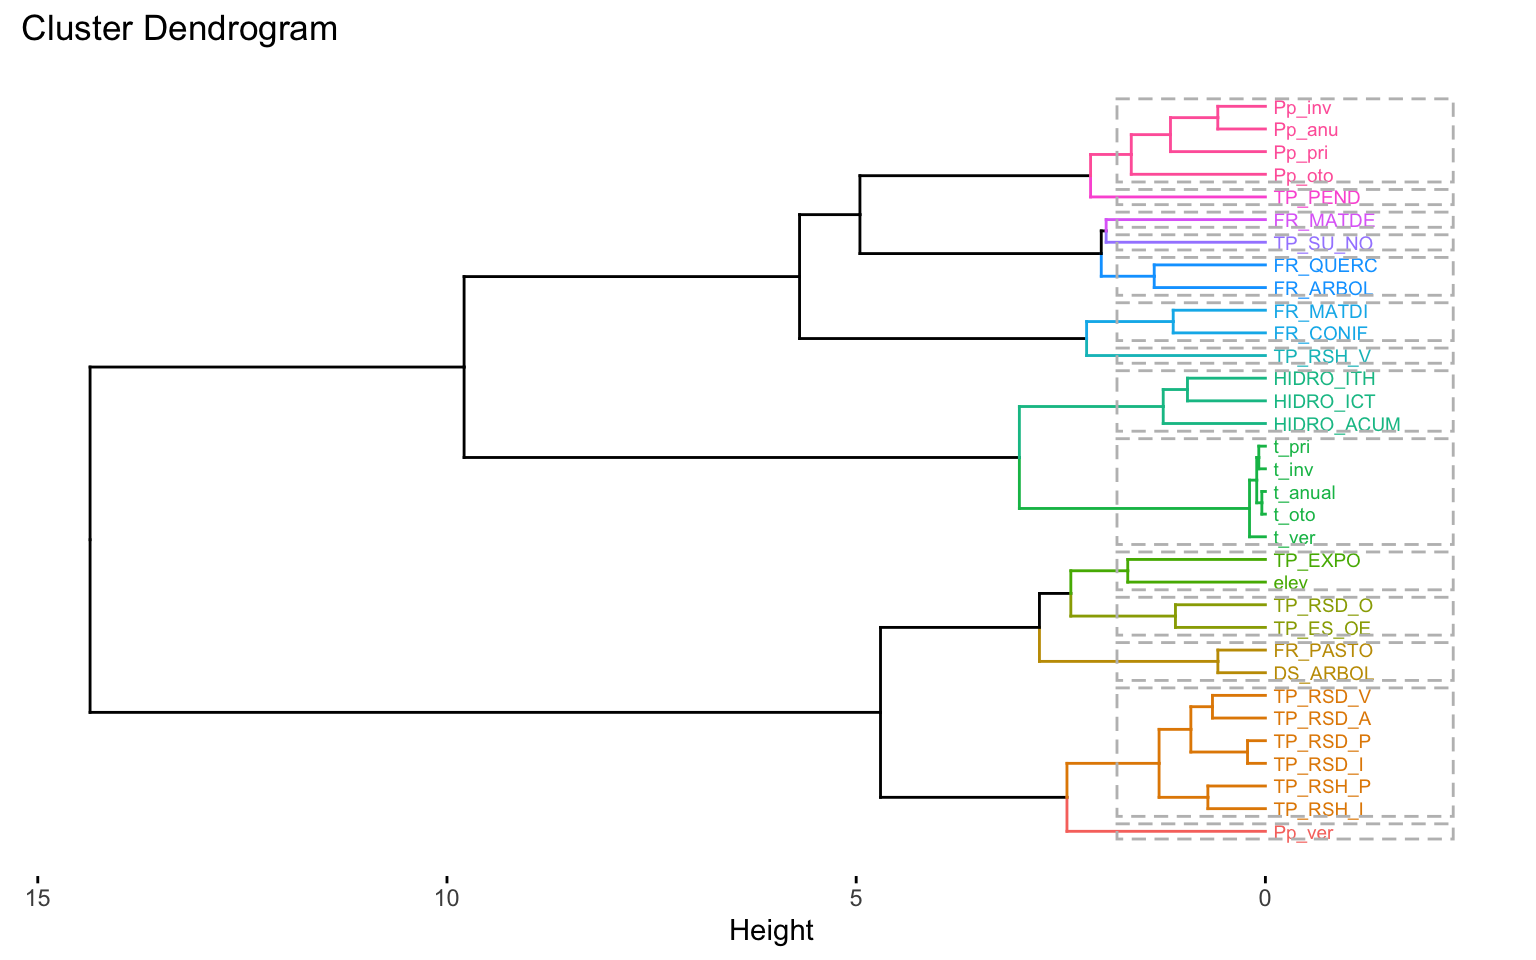 Cluster Dendrogram
Pp_inv
Pp_anu
Pp_pri
Pp_oto
TP_PEND
FR_MATDE
TP_SU_NO
FR_QUERC
FR_ARBOL
FR_MATDI
FR_CONIF
TP_RSH_V
HIDRO_ITH
HIDRO_ICT
HIDRO_ACUM
t_pri
t_inv
t_anual
t_oto
t_ver
TP_EXPO
elev
TP_RSD_O
TP_ES_OE
FR_PASTO
DS_ARBOL
TP_RSD_V
TP_RSD_A
TP_RSD_P
TP_RSD_I
TP_RSH_P
TP_RSH_I
Pp_ver
15 10 5 0
Height